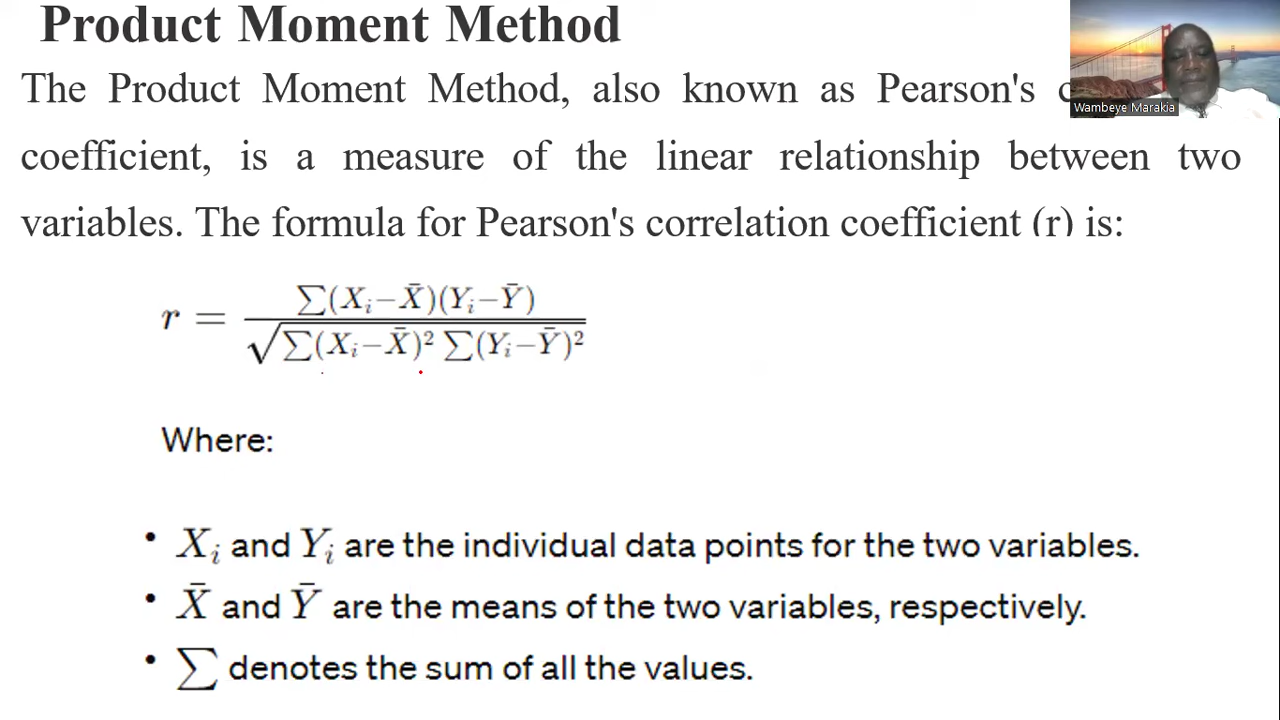 Product Moment Method
The Product Moment Method, also known as Pearson's
Wambeye Marakia
coefficient, is a measure of the linear relationship between two
variables. The formula for Pearson's correlation coefficient (r) is:
r = ∑(Xᵢ−X̄)(Yᵢ−Ȳ) / √∑(Xᵢ−X̄)² ∑(Yᵢ−Ȳ)²
Where:
• Xᵢ and Yᵢ are the individual data points for the two variables.
• X̄ and Ȳ are the means of the two variables, respectively.
• ∑ denotes the sum of all the values.